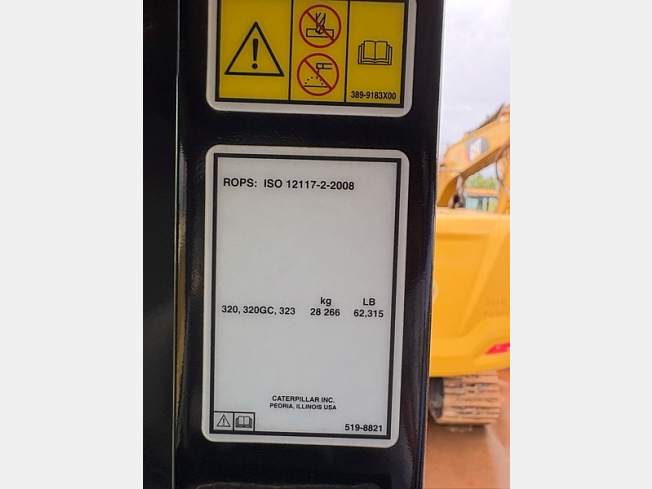 389-9183X00
ROPS: ISO 12117-2-2008
kg LB
320, 320GC, 323 28 266 62,315
CATERPILLAR INC.
PEORIA, ILLINOIS USA
519-8821